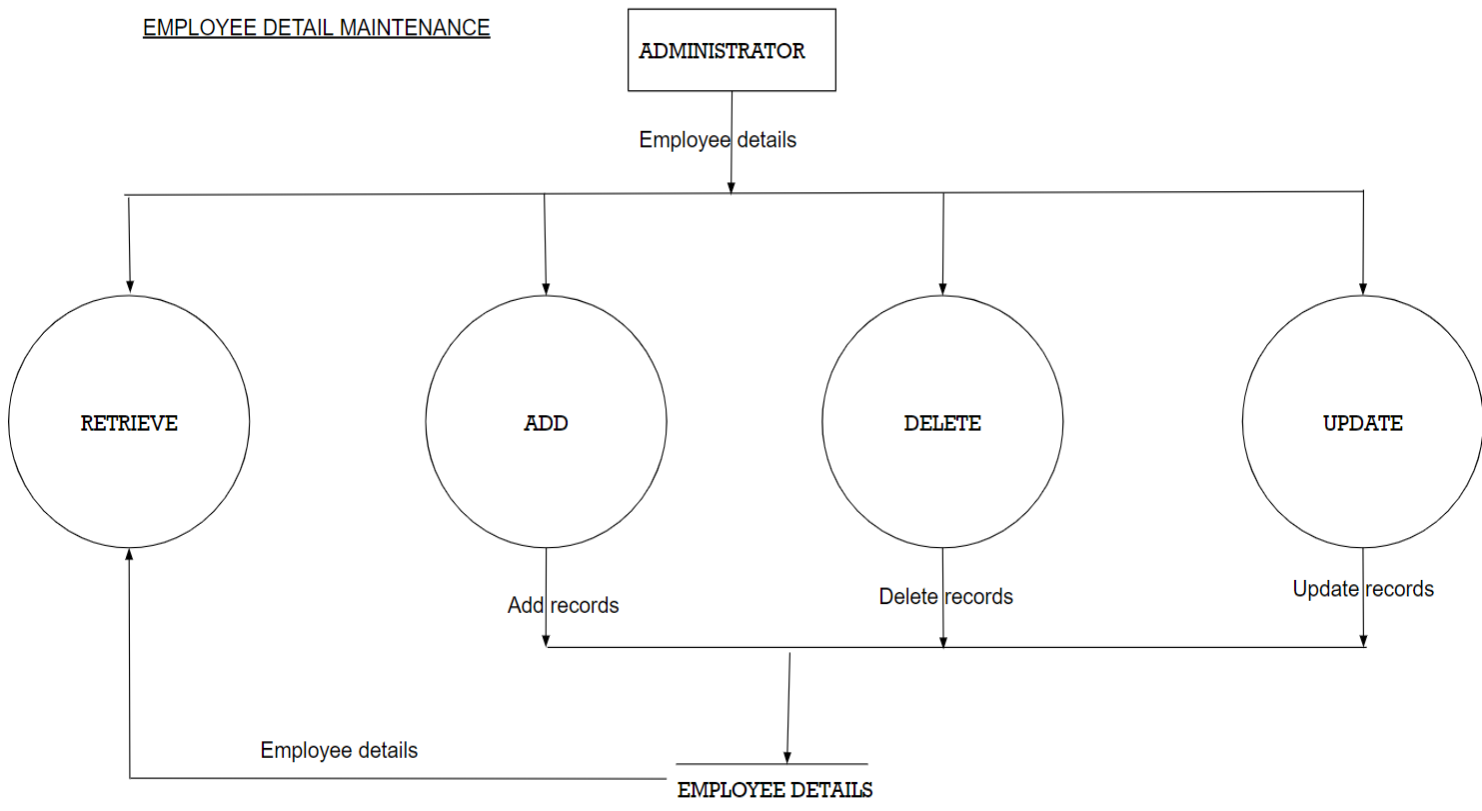 EMPLOYEE DETAIL MAINTENANCE
ADMINISTRATOR
Employee details
RETRIEVE
ADD
DELETE
UPDATE
Add records
Delete records
Update records
Employee details
EMPLOYEE DETAILS